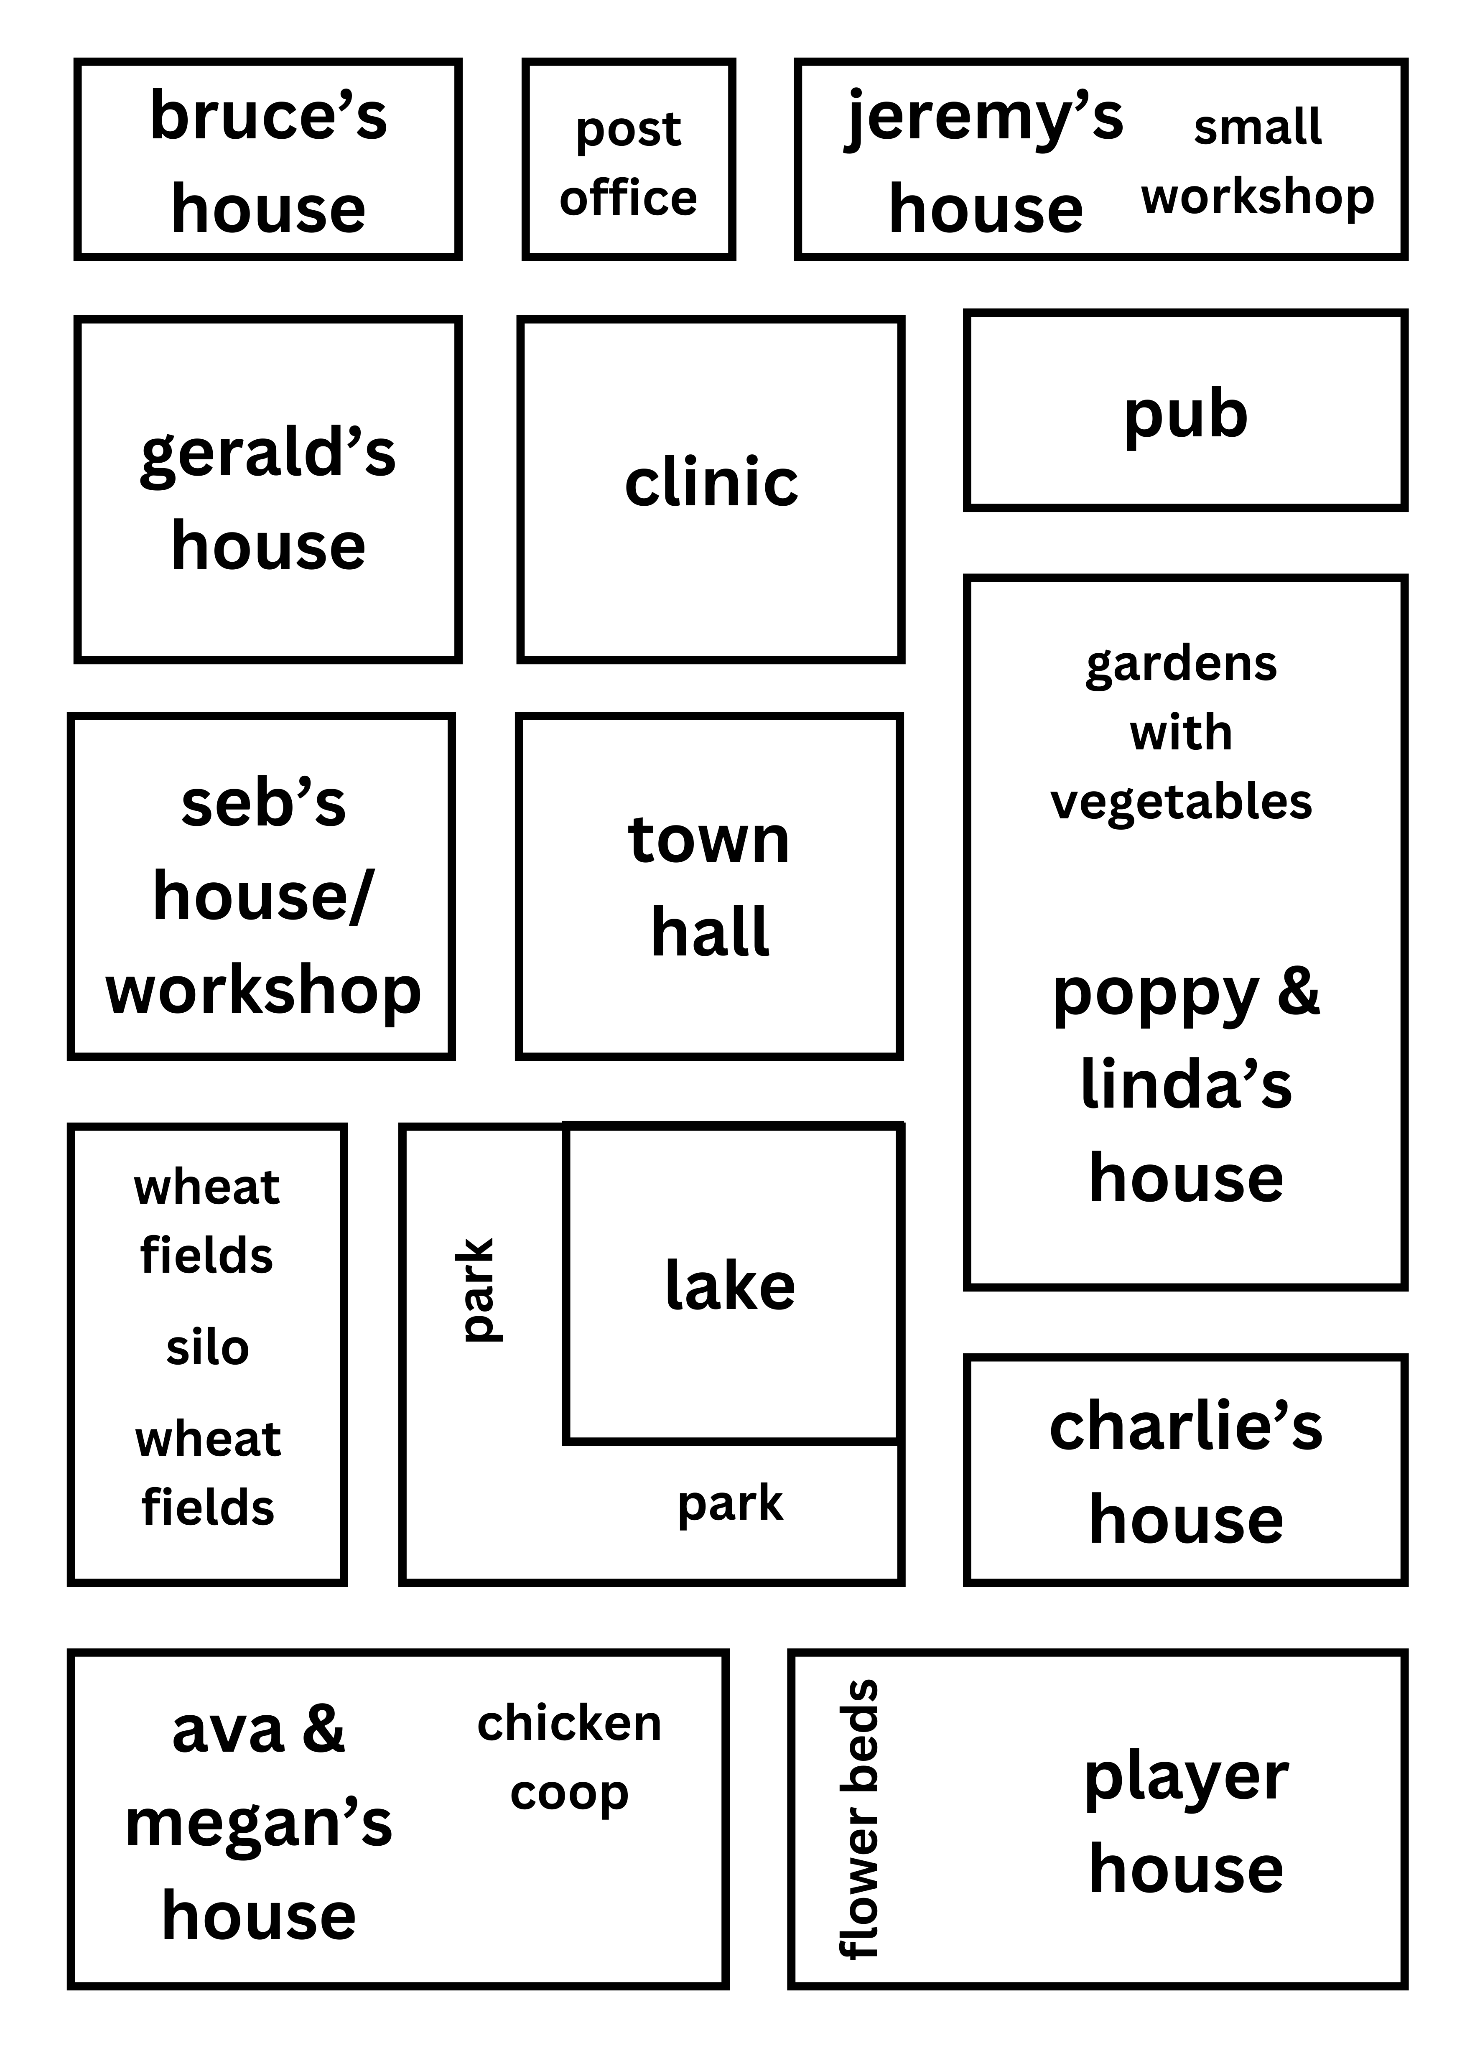 bruce’s
house
post
office
jeremy’s
house
small
workshop
gerald’s
house
clinic
pub
gardens
with
vegetables
poppy &
linda’s
house
seb’s
house/
workshop
town
hall
wheat
fields
silo
wheat
fields
park
lake
park
charlie’s
house
ava &
megan’s
house
chicken
coop
flower beds
player
house